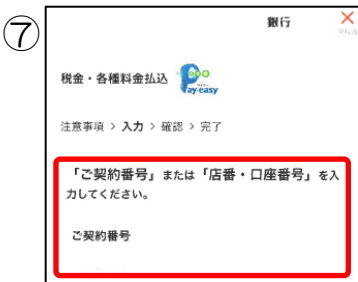 ⑦
銀行
税金・各種料金払込 Pay-easy
注意事項 > 入力 > 確認 > 完了
「ご契約番号」または「店番・口座番号」を入
力してください。
ご契約番号